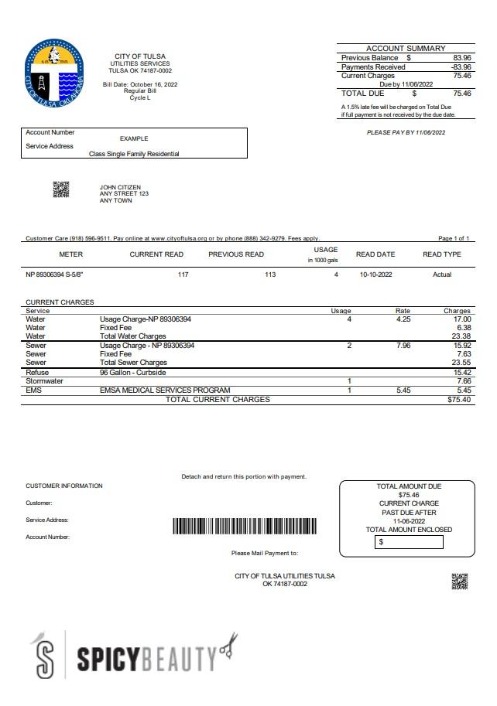 CITY OF TULSA
UTILITIES SERVICES
TULSA OK 74187-0002
Bill Date: October 16, 2022
Regular Bill
Cycle L
ACCOUNT SUMMARY
Previous Balance $ 83.96
Payments Received -83.96
Current Charges 75.46
Due by 11/06/2022
TOTAL DUE $ 75.46
A 1.5% late fee will be charged on Total Due
if full payment is not received by the due date.
PLEASE PAY BY 11/06/2022
Account Number
EXAMPLE
Service Address
Class Single Family Residential
JOHN CITIZEN
ANY STREET 123
ANY TOWN
Customer Care (918) 596-9511. Pay online at www.cityoftulsa.org or by phone (888) 342-9279. Fees apply. Page 1 of 1
METER CURRENT READ PREVIOUS READ USAGE in 1000 gals READ DATE READ TYPE
NP 89306394 S-5/8" 117 113 4 10-10-2022 Actual
CURRENT CHARGES
Service Usage Rate Charges
Water Usage Charge-NP 89306394 4 4.25 17.00
Water Fixed Fee 6.38
Water Total Water Charges 23.38
Sewer Usage Charge - NP 89306394 2 7.96 15.92
Sewer Fixed Fee 7.63
Sewer Total Sewer Charges 23.55
Refuse 96 Gallon - Curbside 15.42
Stormwater 1 7.66
EMS EMSA MEDICAL SERVICES PROGRAM 1 5.45 5.45
TOTAL CURRENT CHARGES $75.40
Detach and return this portion with payment.
CUSTOMER INFORMATION
Customer:
Service Address:
Account Number:
TOTAL AMOUNT DUE
$75.46
CURRENT CHARGE
PAST DUE AFTER
11-06-2022
TOTAL AMOUNT ENCLOSED
$
Please Mail Payment to:
CITY OF TULSA UTILITIES TULSA
OK 74187-0002
S SPICYBEAUTY